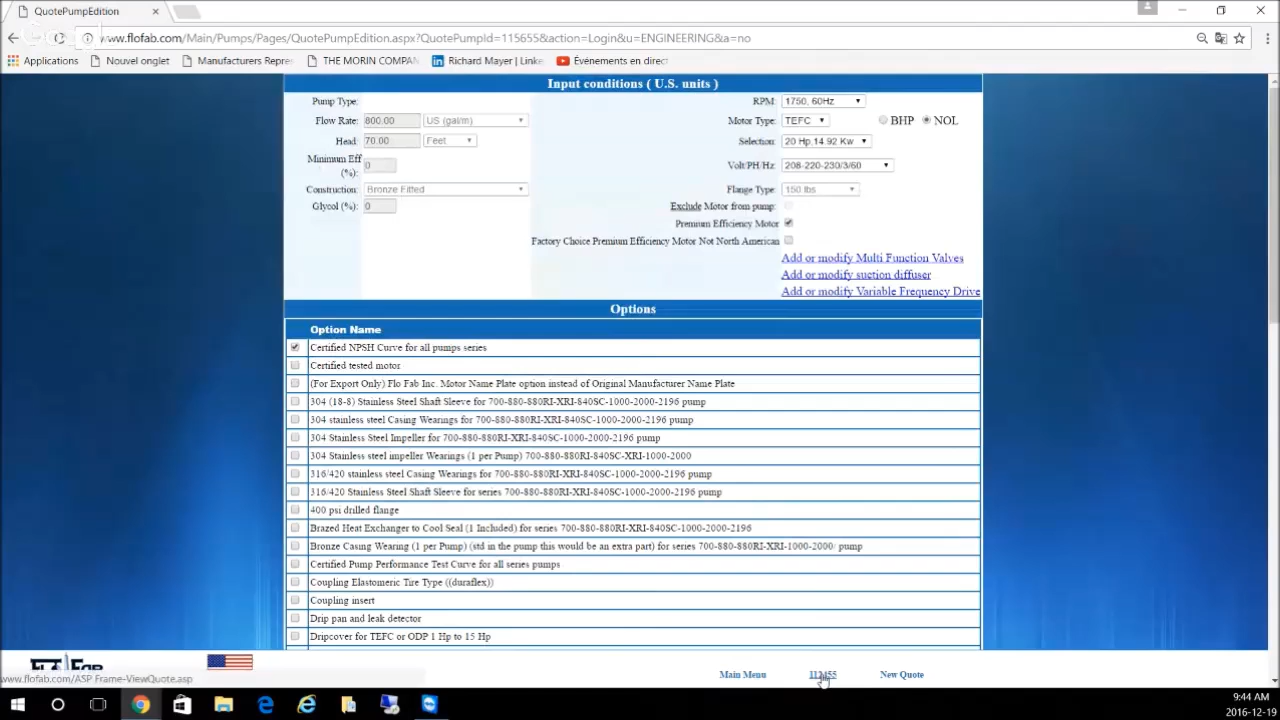 QuotePumpEdition
www.flofab.com/Main/Pumps/Pages/QuotePumpEdition.aspx?QuotePumpId=115655&action=Login&u=ENGINEERING&a=no
Applications Nouvel onglet Manufacturers Repres THE MORIN COMPAN Richard Mayer | Linke Événements en direct
Input conditions ( U.S. units )
Pump Type: RPM: 1750, 60Hz
Flow Rate: 800.00 US (gal/m) Motor Type: TEFC BHP NOL
Head: 70.00 Feet Selection: 20 Hp,14.92 Kw
Minimum Eff (%): 0 Volt/PH/Hz: 208-220-230/3/60
Construction: Bronze Fitted Flange Type: 150 lbs
Glycol (%): 0 Exclude Motor from pump:
Premium Efficiency Motor
Factory Choice Premium Efficiency Motor Not North American
Add or modify Multi Function Valves
Add or modify suction diffuser
Add or modify Variable Frequency Drive
Options
Option Name
Certified NPSH Curve for all pumps series
Certified tested motor
(For Export Only) Flo Fab Inc. Motor Name Plate option instead of Original Manufacturer Name Plate
304 (18-8) Stainless Steel Shaft Sleeve for 700-880-880RI-XRI-840SC-1000-2000-2196 pump
304 stainless steel Casing Wearings for 700-880-880RI-XRI-840SC-1000-2000-2196 pump
304 Stainless Steel Impeller for 700-880-880RI-XRI-840SC-1000-2000-2196 pump
304 Stainless steel impeller Wearings (1 per Pump) 700-880-880RI-840SC-XRI-1000-2000
316/420 stainless steel Casing Wearings for 700-880-880RI-XRI-840SC-1000-2000-2196 pump
316/420 Stainless Steel Shaft Sleeve for series 700-880-880RI-XRI-840SC-1000-2000-2196 pump
400 psi drilled flange
Brazed Heat Exchanger to Cool Seal (1 Included) for series 700-880-880RI-XRI-840SC-1000-2000-2196
Bronze Casing Wearing (1 per Pump) (std in the pump this would be an extra part) for series 700-880-880RI-XRI-1000-2000 pump
Certified Pump Performance Test Curve for all series pumps
Coupling Elastomeric Tire Type ((duraflex))
Coupling insert
Drip pan and leak detector
Dripcover for TEFC or ODP 1 Hp to 15 Hp
FLO FAB
Main Menu New Quote
www.flofab.com/ASP Frame-ViewQuote.asp
9:44 AM
2016-12-19